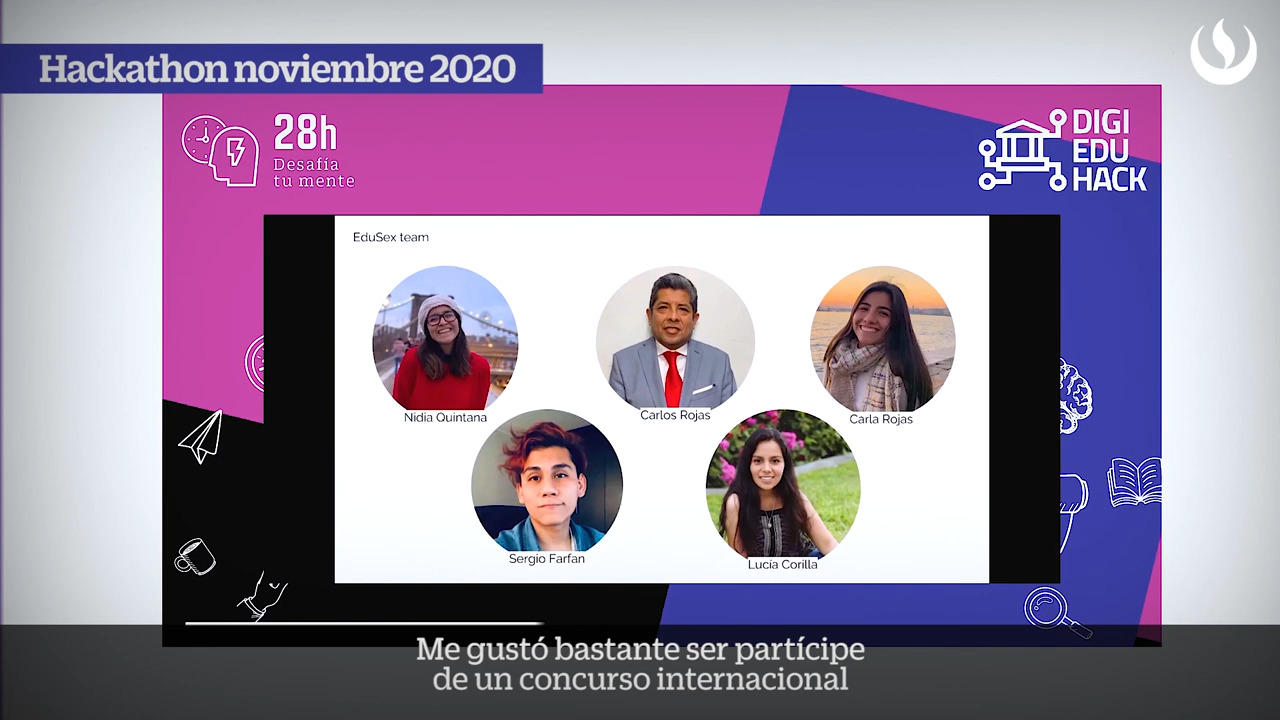 Hackathon noviembre 2020
28h
Desafía
tu mente
DIGI
EDU
HACK
EduSex team
Nidia Quintana
Carlos Rojas
Carla Rojas
Sergio Farfan
Lucía Corilla
Me gustó bastante ser partícipe
de un concurso internacional